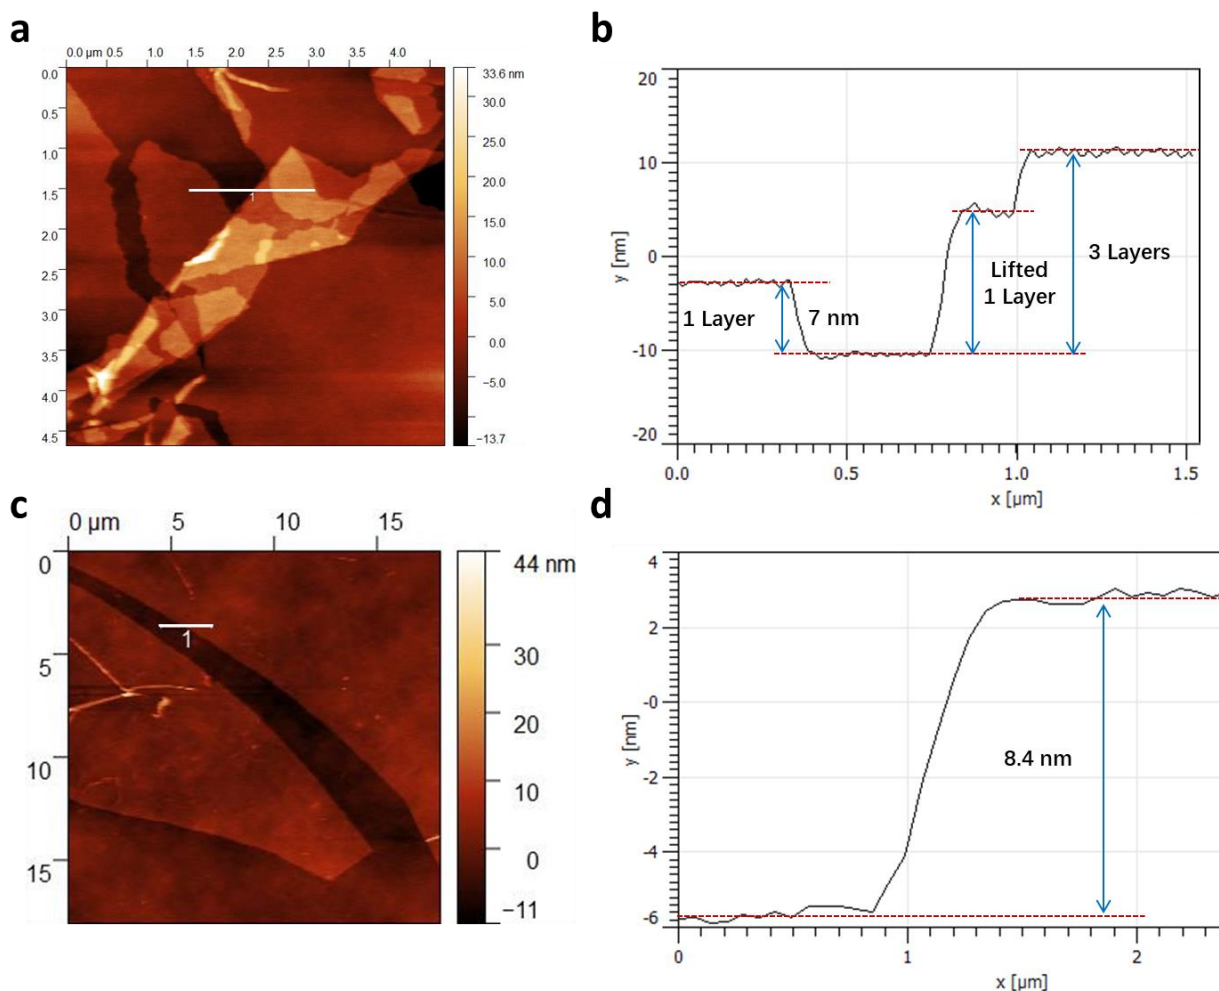 a
0.0 µm 0.5 1.0 1.5 2.0 2.5 3.0 3.5 4.0
0.0
0.5
1.0
1.5
2.0
2.5
3.0
3.5
4.0
4.5
1
33.6 nm
30.0
25.0
20.0
15.0
10.0
5.0
0.0
−5.0
−13.7
b
20
10
0
-10
-20
y [nm]
1 Layer
7 nm
Lifted
1 Layer
3 Layers
0.0 0.5 1.0 1.5
x [µm]
c
0 µm 5 10 15
0
5
10
15
1
44 nm
30
20
10
0
−11
d
4
2
-0
-2
-4
-6
y [nm]
8.4 nm
0 1 2
x [µm]